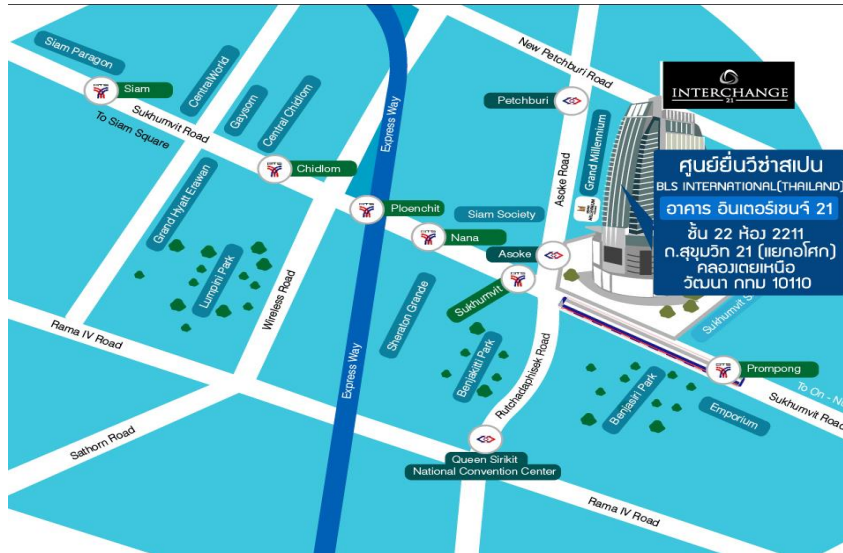 Siam Paragon
Siam
CentralWorld
Sukhumvit Road
To Siam Square
Gaysorn
Central Chidlom
Chidlom
Grand Hyatt Erawan
Lumpini Park
Wireless Road
Express Way
Ploenchit
Nana
Siam Society
Asoke
Sukhumvit
Petchburi
Asoke Road
Grand Millennium
New Petchburi Road
INTERCHANGE
21
ศูนย์ยื่นวีซ่าสเปน
BLS INTERNATIONAL(THAILAND)
อาคาร อินเตอร์เชนจ์ 21
ชั้น 22 ห้อง 2211
ถ.สุขุมวิท 21 (แยกอโศก)
คลองเตยเหนือ
วัฒนา กทม 10110
Sukhumvit S
Prompong
To On - N
Sukhumvit Road
Emporium
Benjasiri Park
Rutchadaphisek Road
Benjakitti Park
Sheraton Grande
Express Way
Rama IV Road
Sathorn Road
Queen Sirikit
National Convention Center
Rama IV Road